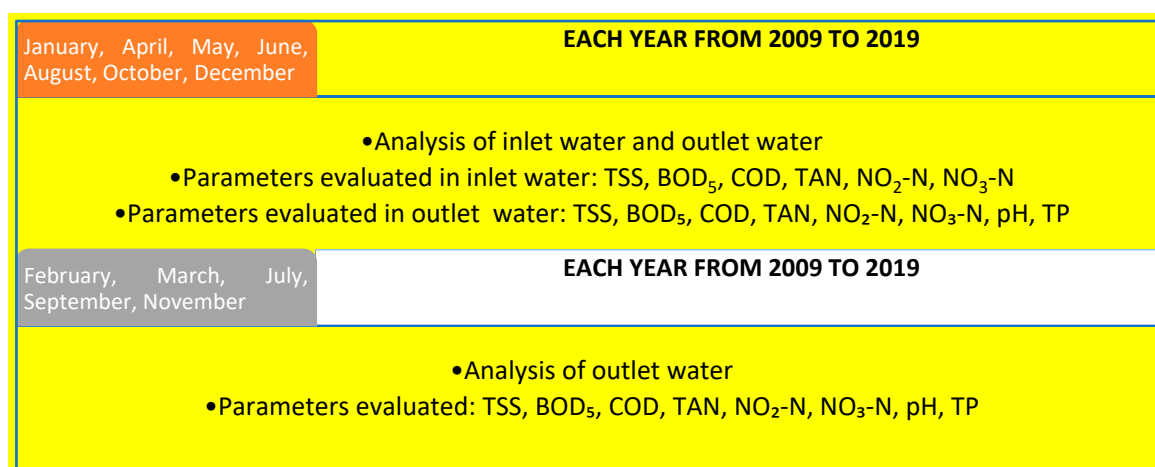 January, April, May, June,
August, October, December
EACH YEAR FROM 2009 TO 2019
•Analysis of inlet water and outlet water
•Parameters evaluated in inlet water: TSS, BOD₅, COD, TAN, NO₂-N, NO₃-N
•Parameters evaluated in outlet water: TSS, BOD₅, COD, TAN, NO₂-N, NO₃-N, pH, TP
February, March, July,
September, November
EACH YEAR FROM 2009 TO 2019
•Analysis of outlet water
•Parameters evaluated: TSS, BOD₅, COD, TAN, NO₂-N, NO₃-N, pH, TP